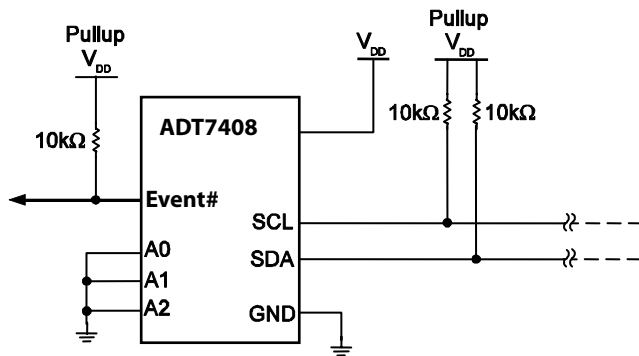 Pullup
VDD
10kΩ
ADT7408
Event#
A0
A1
A2
SCL
SDA
GND
VDD
Pullup
VDD
10kΩ
10kΩ